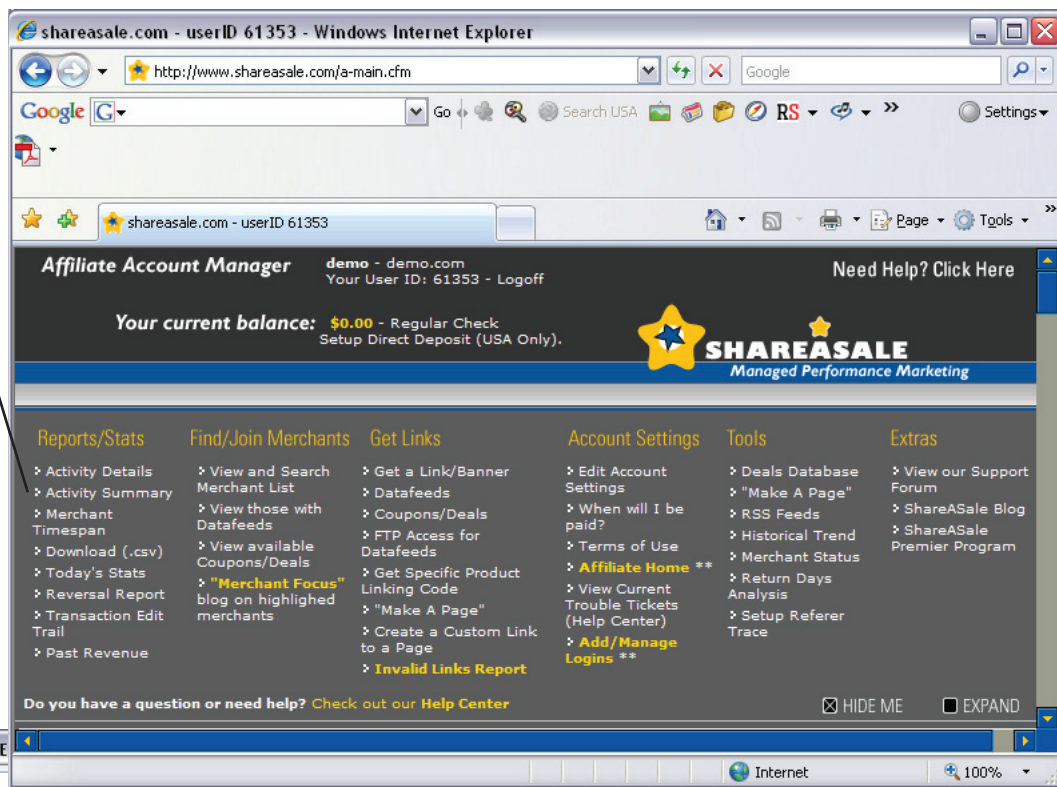 shareasale.com - userID 61353 - Windows Internet Explorer
http://www.shareasale.com/a-main.cfm
Google
Google G
Go
Search USA
RS
»
Settings
shareasale.com - userID 61353
Page
Tools
»
Affiliate Account Manager
demo - demo.com
Your User ID: 61353 - Logoff
Need Help? Click Here
Your current balance: $0.00 - Regular Check
Setup Direct Deposit (USA Only).
SHAREASALE
Managed Performance Marketing
Reports/Stats
Activity Details
Activity Summary
Merchant
Timespan
Download (.csv)
Today's Stats
Reversal Report
Transaction Edit
Trail
Past Revenue
Find/Join Merchants
View and Search
Merchant List
View those with
Datafeeds
View available
Coupons/Deals
"Merchant Focus"
blog on highlighed
merchants
Get Links
Get a Link/Banner
Datafeeds
Coupons/Deals
FTP Access for
Datafeeds
Get Specific Product
Linking Code
"Make A Page"
Create a Custom Link
to a Page
Invalid Links Report
Account Settings
Edit Account
Settings
When will I be
paid?
Terms of Use
Affiliate Home **
View Current
Trouble Tickets
(Help Center)
Add/Manage
Logins **
Tools
Deals Database
"Make A Page"
RSS Feeds
Historical Trend
Merchant Status
Return Days
Analysis
Setup Referer
Trace
Extras
View our Support
Forum
ShareASale Blog
ShareASale
Premier Program
Do you have a question or need help? Check out our Help Center
HIDE ME
EXPAND
E
Internet
100%